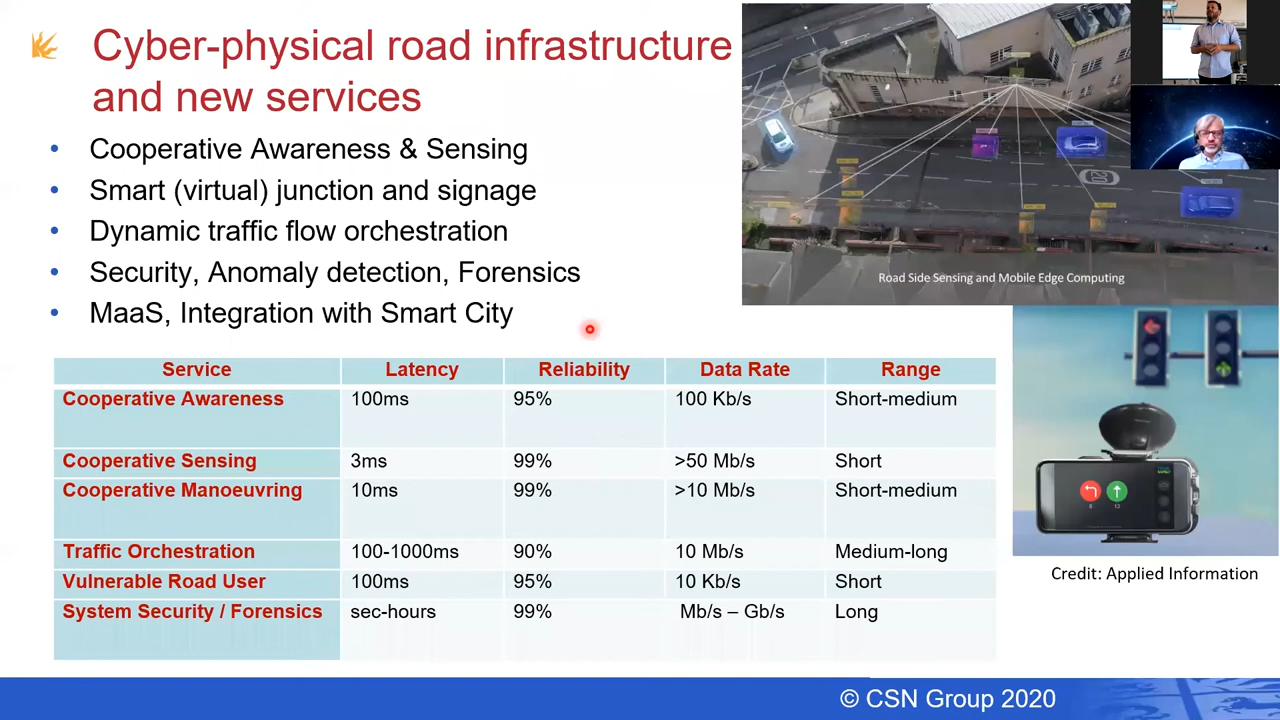 Cyber-physical road infrastructure
and new services
• Cooperative Awareness & Sensing
• Smart (virtual) junction and signage
• Dynamic traffic flow orchestration
• Security, Anomaly detection, Forensics
• MaaS, Integration with Smart City
Road Side Sensing and Mobile Edge Computing
Service Latency Reliability Data Rate Range
Cooperative Awareness 100ms 95% 100 Kb/s Short-medium
Cooperative Sensing 3ms 99% >50 Mb/s Short
Cooperative Manoeuvring 10ms 99% >10 Mb/s Short-medium
Traffic Orchestration 100-1000ms 90% 10 Mb/s Medium-long
Vulnerable Road User 100ms 95% 10 Kb/s Short
System Security / Forensics sec-hours 99% Mb/s – Gb/s Long
Credit: Applied Information
© CSN Group 2020